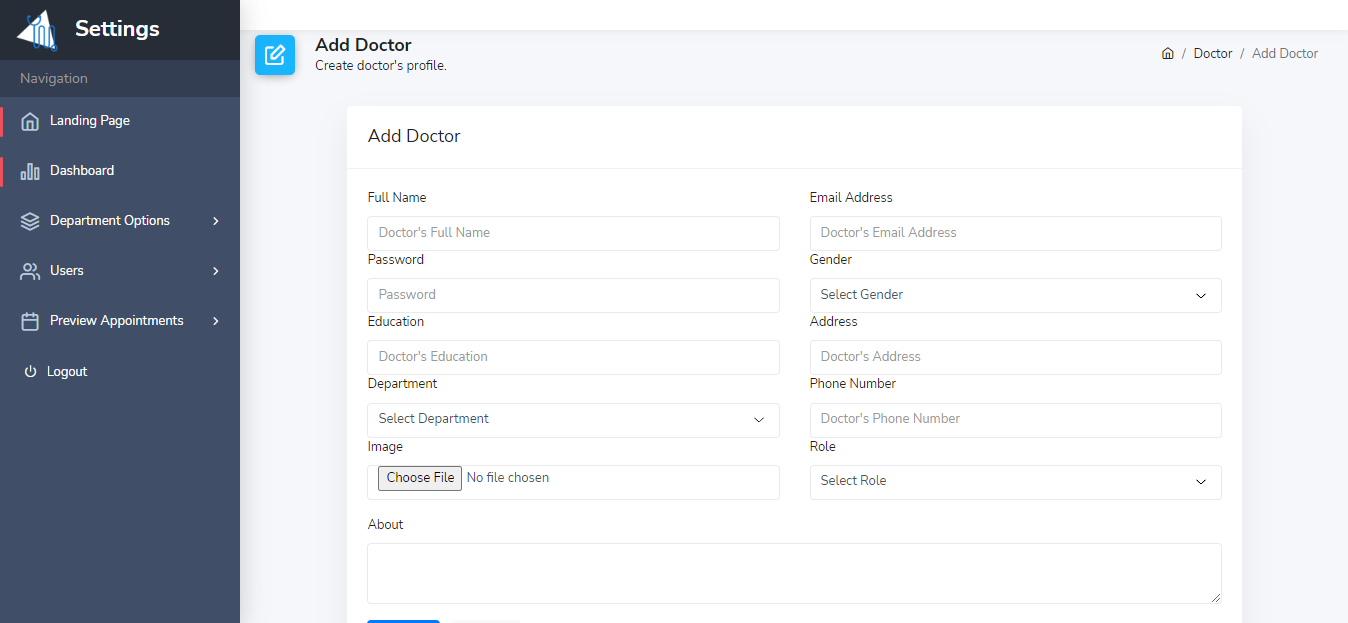 Settings
Navigation
Landing Page
Dashboard
Department Options
Users
Preview Appointments
Logout
Add Doctor
Create doctor's profile.
/ Doctor / Add Doctor
Add Doctor
Full Name
Email Address
Doctor's Full Name
Doctor's Email Address
Password
Gender
Password
Select Gender
Education
Address
Doctor's Education
Doctor's Address
Department
Phone Number
Select Department
Doctor's Phone Number
Image
Role
Choose File No file chosen
Select Role
About